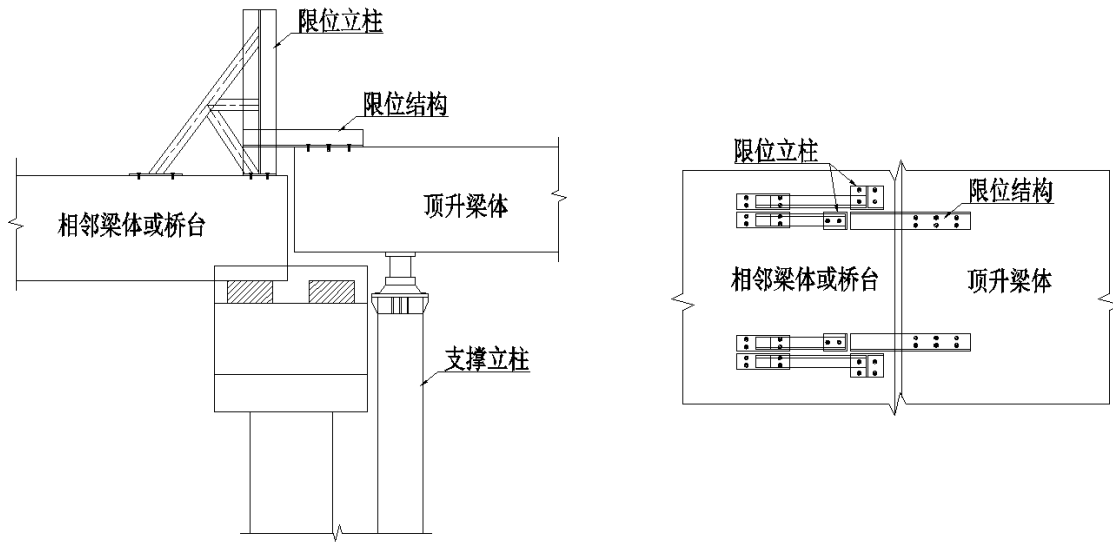 限位立柱
限位结构
相邻梁体或桥台
顶升梁体
支撑立柱
限位立柱
限位结构
相邻梁体或桥台
顶升梁体